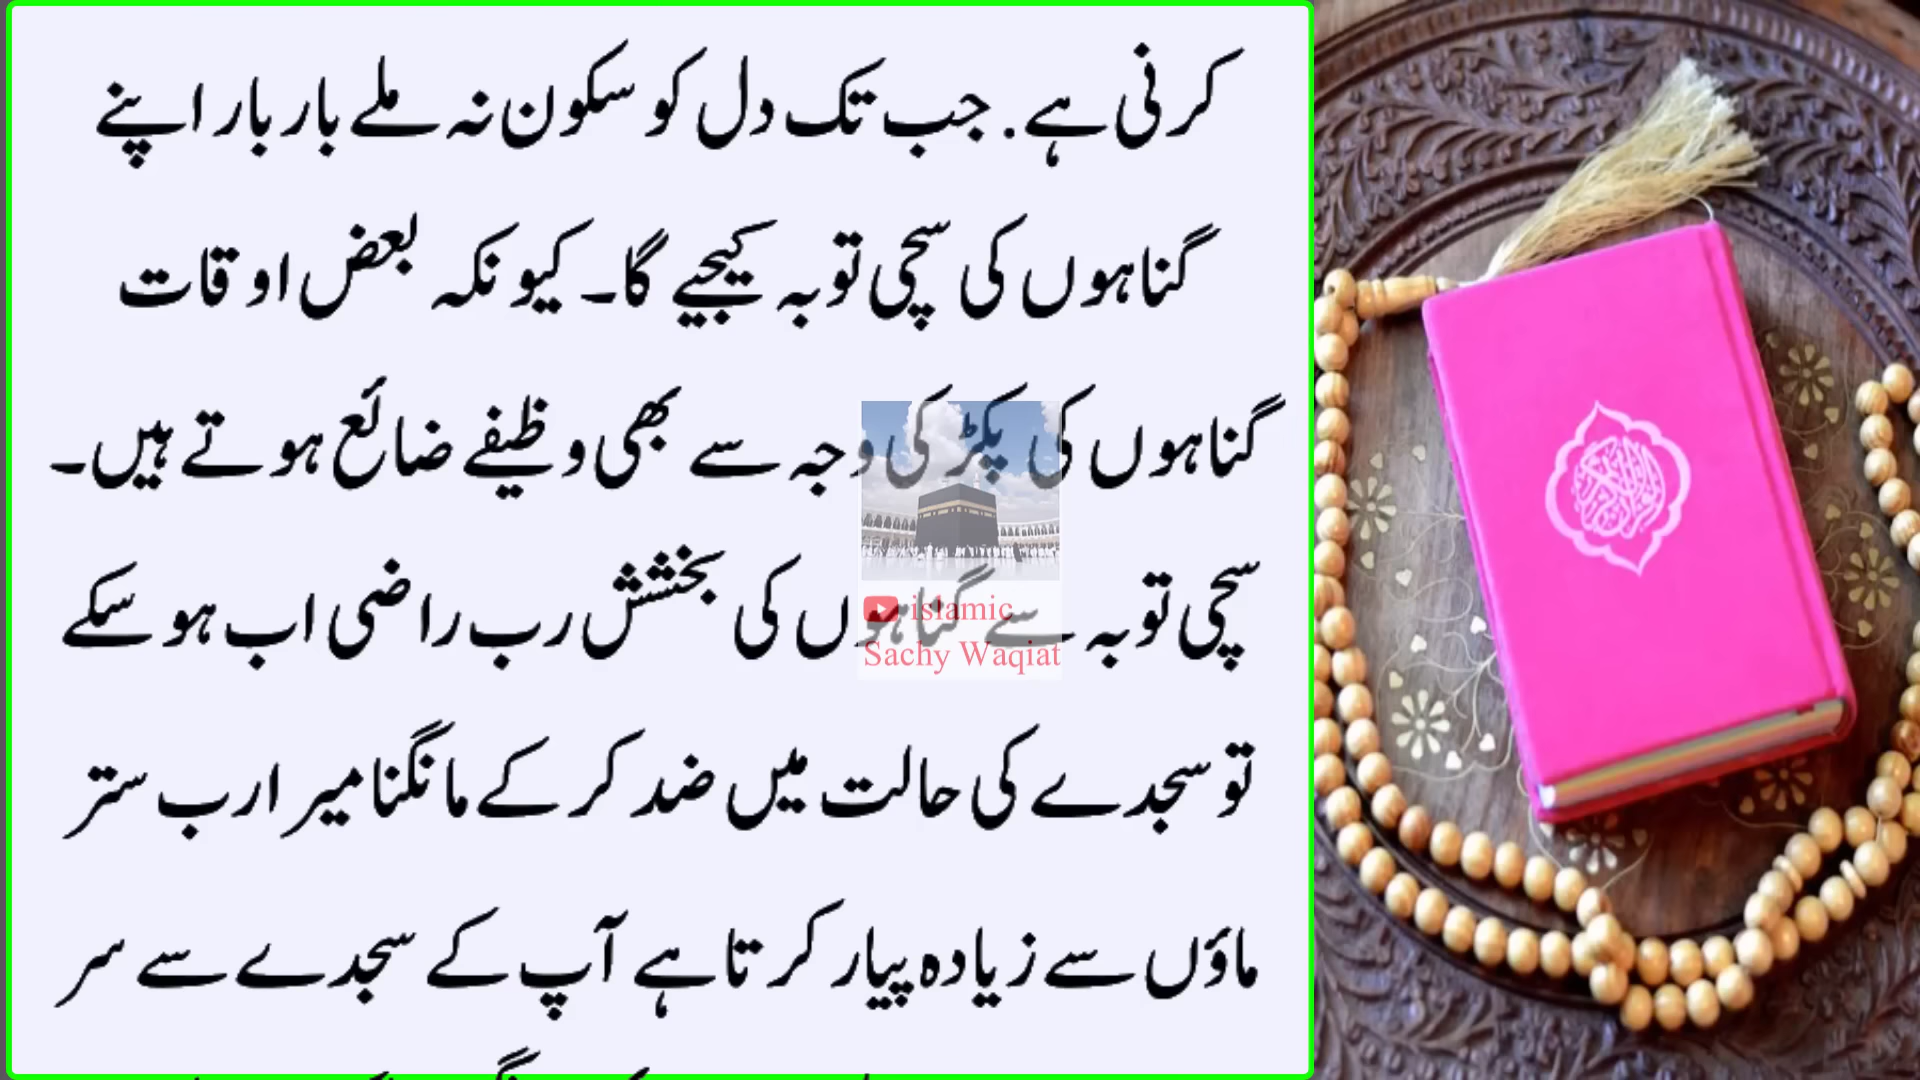 کرنی ہے. جب تک دل کو سکون نہ ملے بار بار اپنے
گناہوں کی سچی توبہ کیجیے گا۔ کیونکہ بعض اوقات
گناہوں کی پکڑ کی وجہ سے بھی وظیفے ضائع ہوتے ہیں۔
سچی توبہ سے گناہوں کی بخشش رب راضی اب ہو سکے
تو سجدے کی حالت میں ضد کر کے مانگنا میرا رب ستر
ماؤں سے زیادہ پیار کرتا ہے آپ کے سجدے سے سر
islamic
Sachy Waqiat
القرآن الكريم